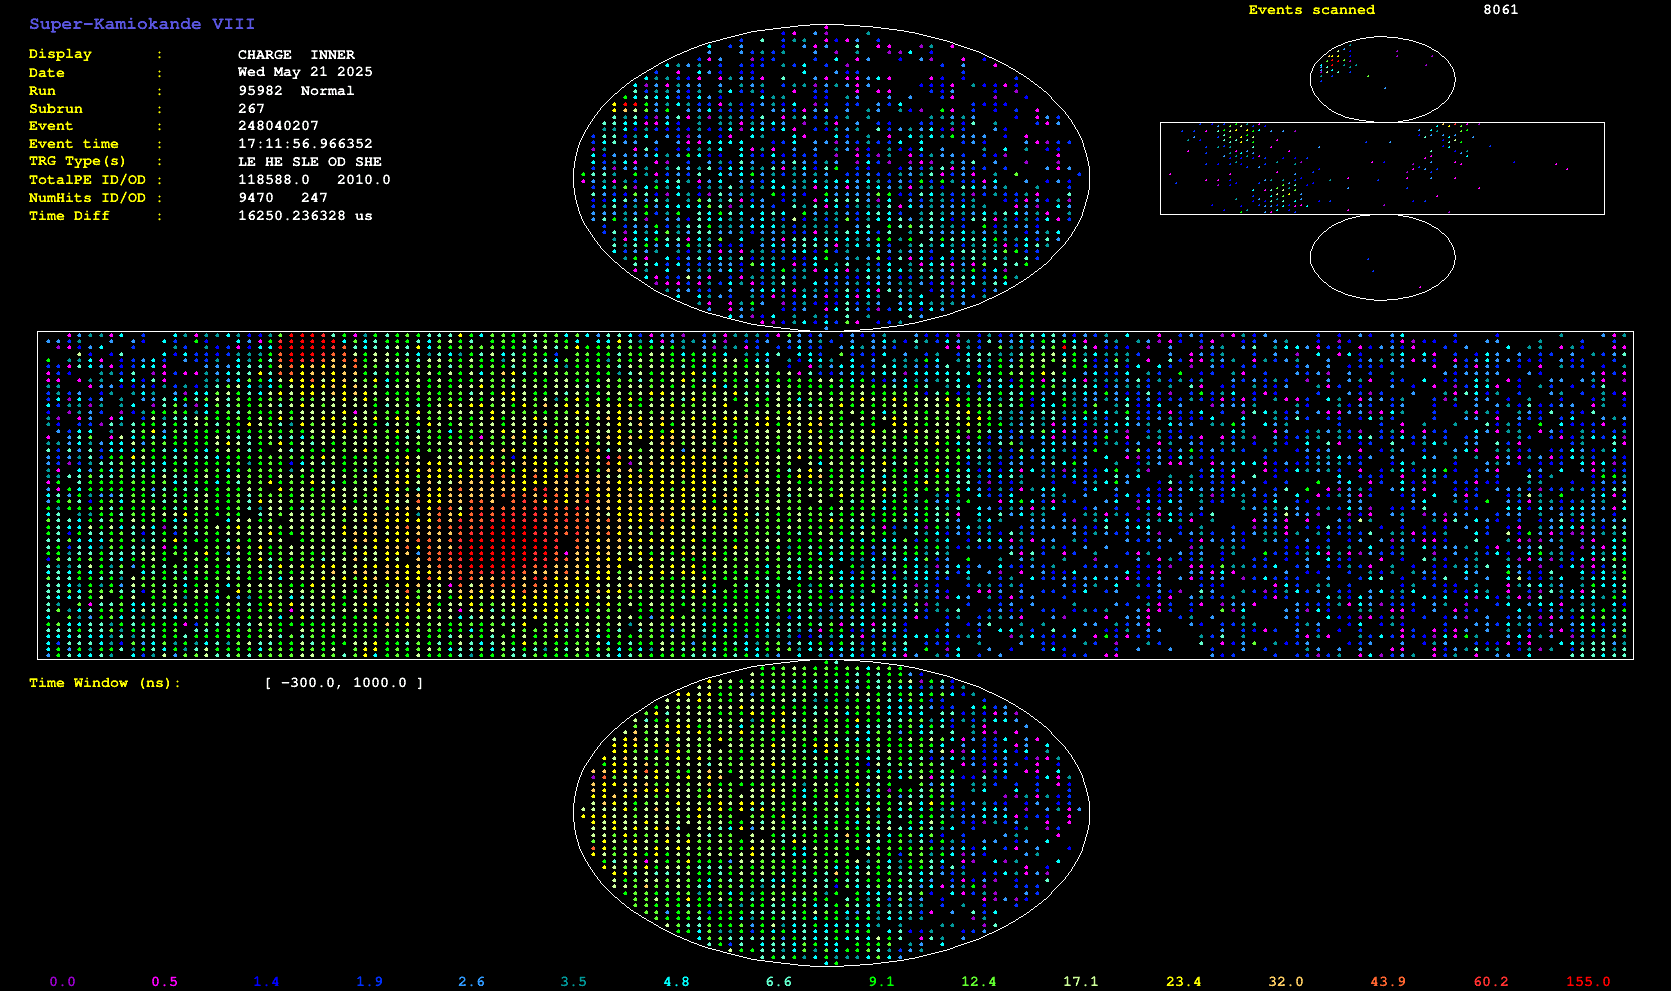 Super-Kamiokande VIII
Display : CHARGE INNER
Date : Wed May 21 2025
Run : 95982 Normal
Subrun : 267
Event : 248040207
Event time : 17:11:56.966352
TRG Type(s) : LE HE SLE OD SHE
TotalPE ID/OD : 118588.0 2010.0
NumHits ID/OD : 9470 247
Time Diff : 16250.236328 us
Events scanned 8061
Time Window (ns): [ -300.0, 1000.0 ]
0.0 0.5 1.4 1.9 2.6 3.5 4.8 6.6 9.1 12.4 17.1 23.4 32.0 43.9 60.2 155.0